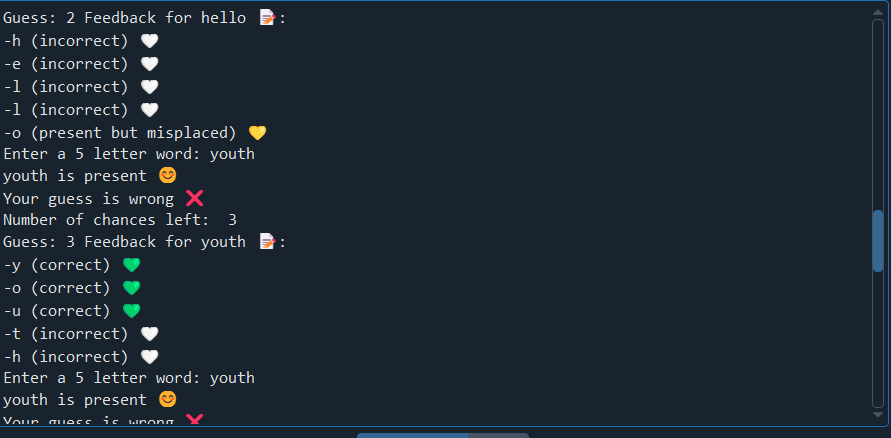 Guess: 2 Feedback for hello 📝:
-h (incorrect) 🤍
-e (incorrect) 🤍
-l (incorrect) 🤍
-l (incorrect) 🤍
-o (present but misplaced) 💛
Enter a 5 letter word: youth
youth is present 😊
Your guess is wrong ❌
Number of chances left:  3
Guess: 3 Feedback for youth 📝:
-y (correct) 💚
-o (correct) 💚
-u (correct) 💚
-t (incorrect) 🤍
-h (incorrect) 🤍
Enter a 5 letter word: youth
youth is present 😊
Your guess is wrong ❌